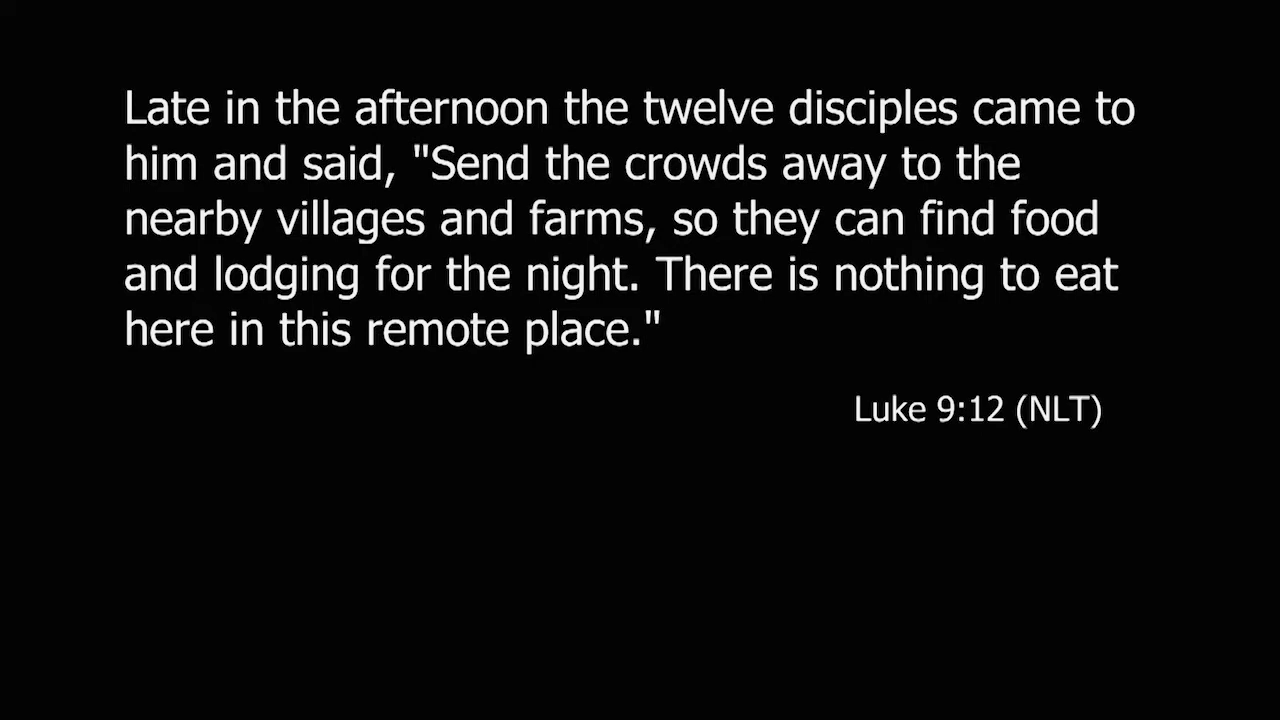 Late in the afternoon the twelve disciples came to
him and said, "Send the crowds away to the
nearby villages and farms, so they can find food
and lodging for the night. There is nothing to eat
here in this remote place."
Luke 9:12 (NLT)